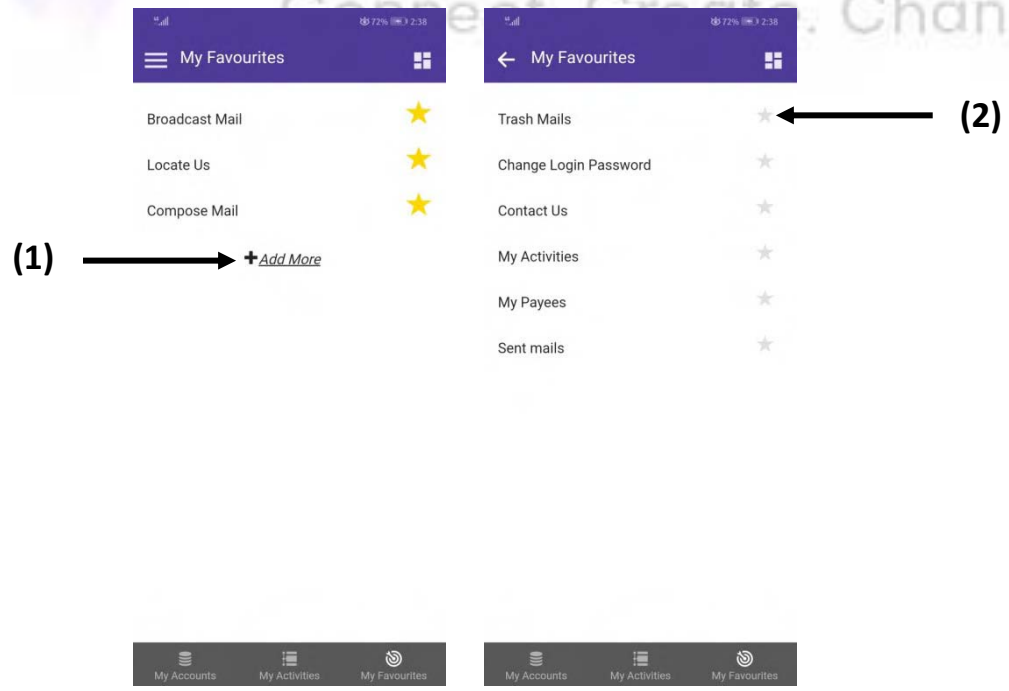 Connect. Create. Chan
72% 2:38
My Favourites
Broadcast Mail
Locate Us
Compose Mail
(1)
+Add More
My Accounts My Activities My Favourites
72% 2:38
My Favourites
Trash Mails
(2)
Change Login Password
Contact Us
My Activities
My Payees
Sent mails
My Accounts My Activities My Favourites